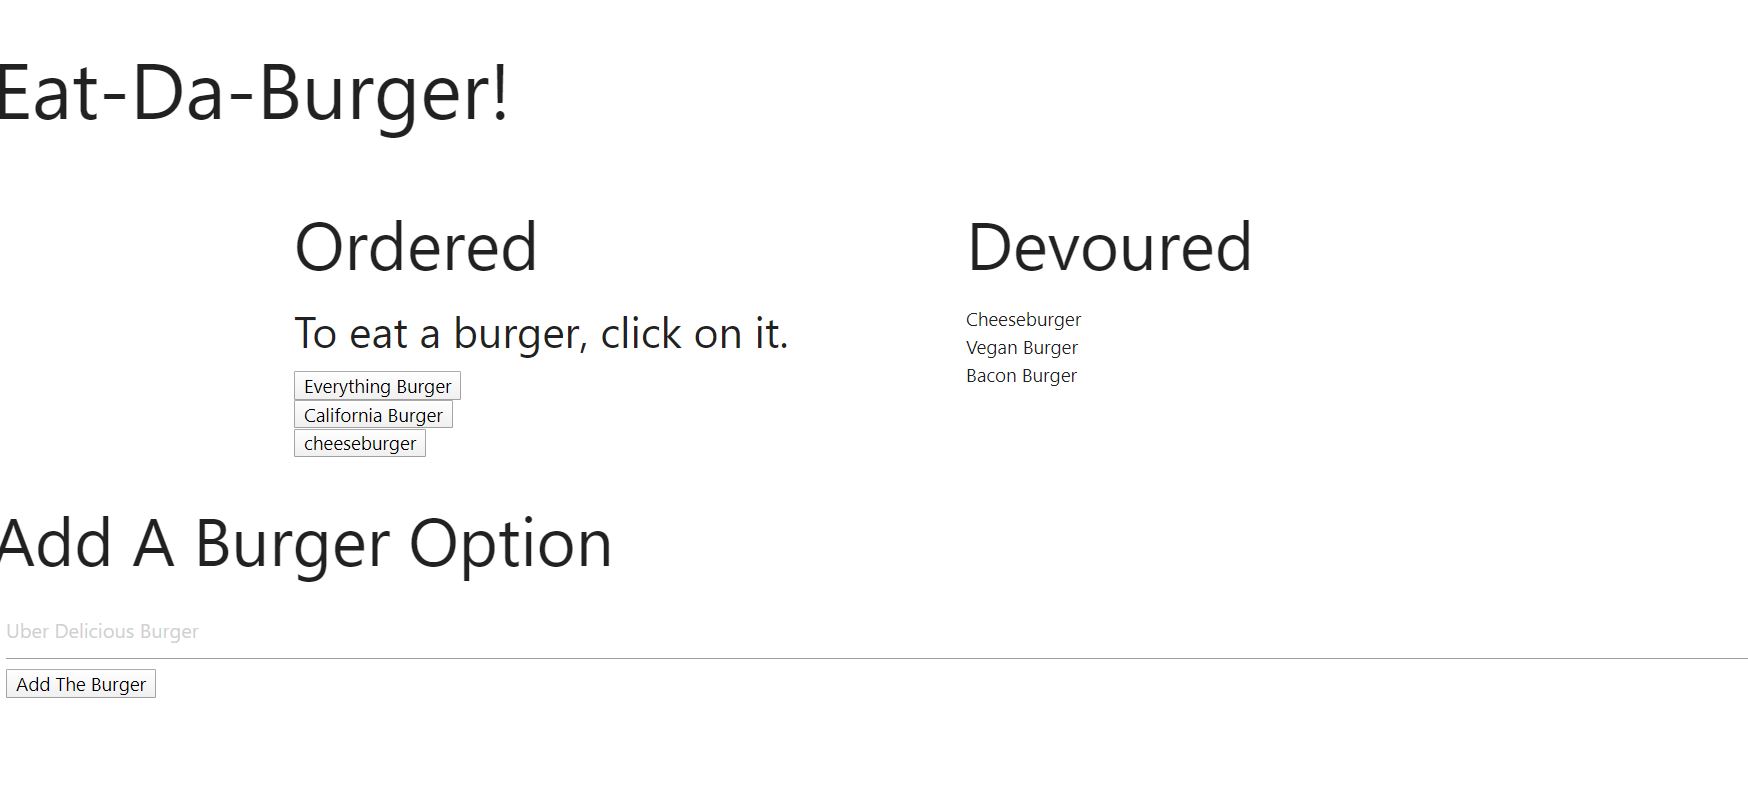 Eat-Da-Burger!
Ordered
To eat a burger, click on it.
Everything Burger
California Burger
cheeseburger
Devoured
Cheeseburger
Vegan Burger
Bacon Burger
Add A Burger Option
Uber Delicious Burger
Add The Burger